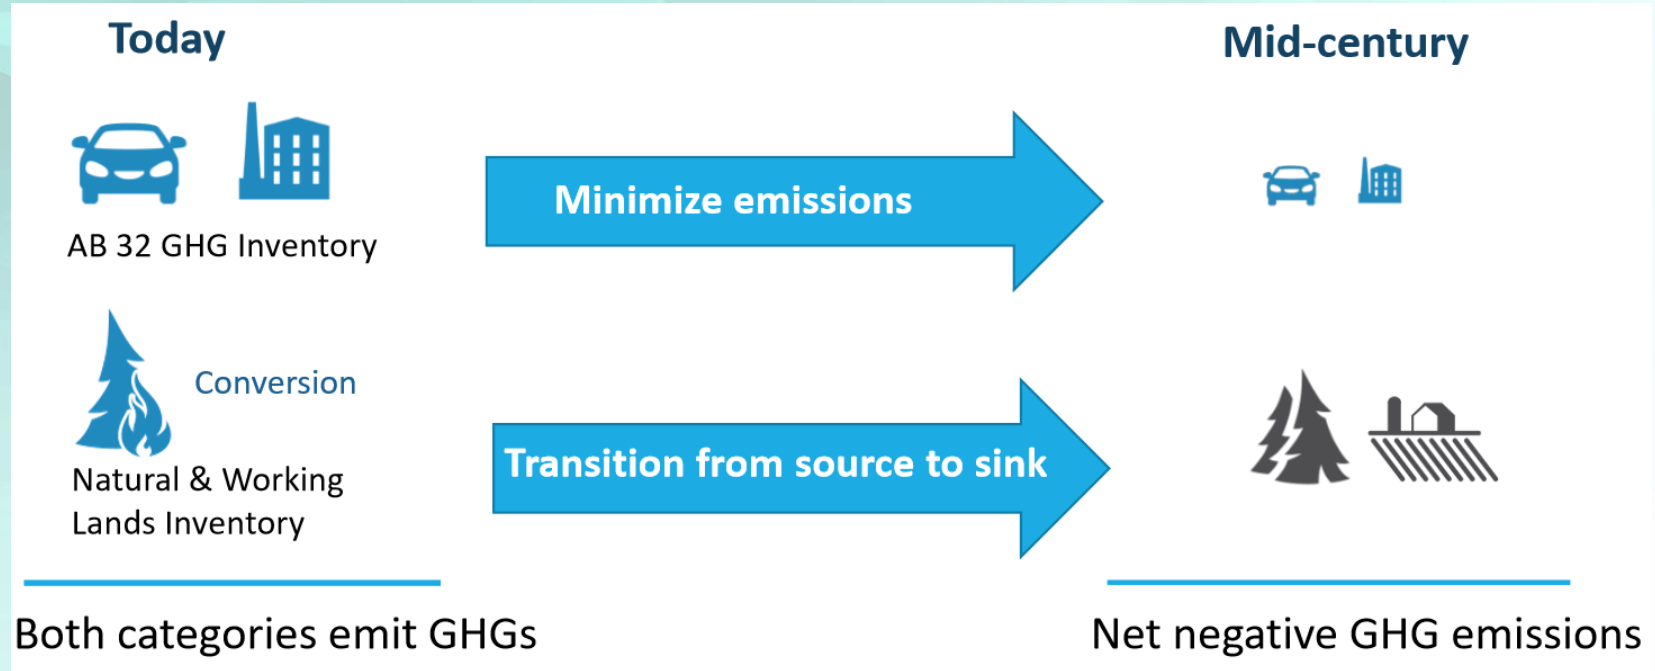 Today
Mid-century
Minimize emissions
AB 32 GHG Inventory
Conversion
Transition from source to sink
Natural & Working
Lands Inventory
Both categories emit GHGs
Net negative GHG emissions